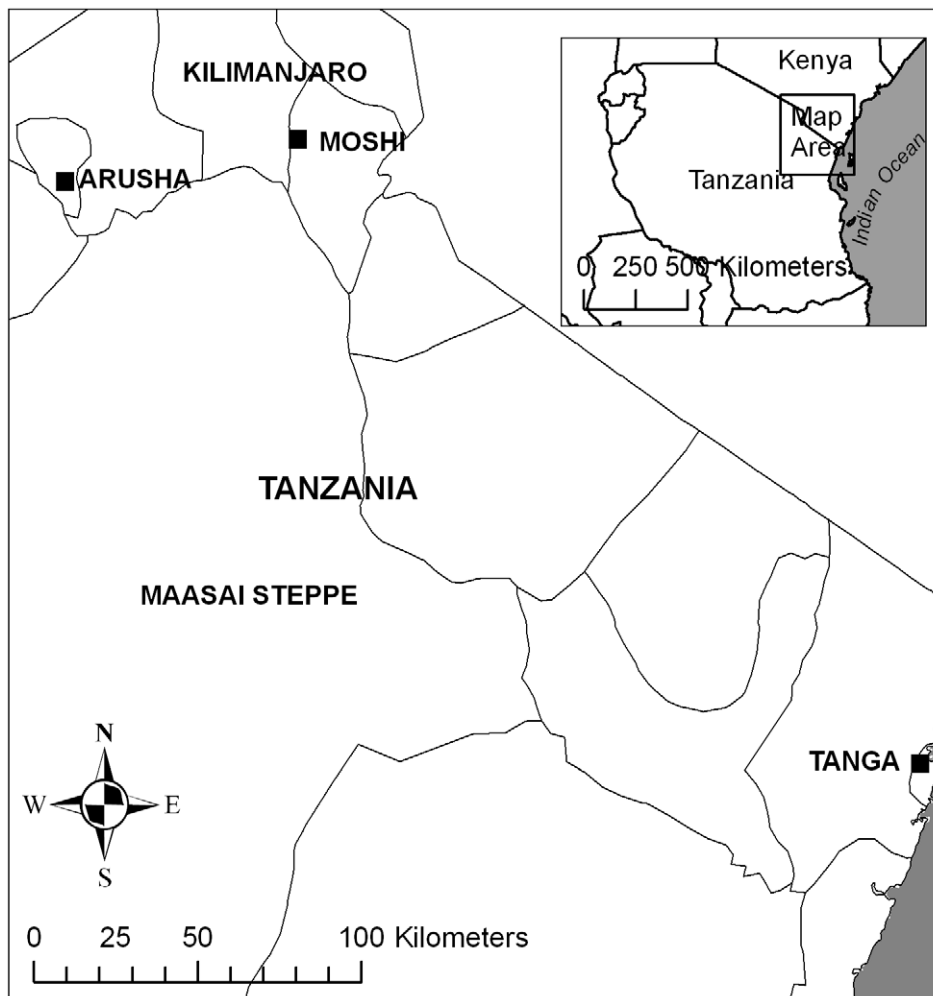 KILIMANJARO
MOSHI
ARUSHA
Kenya
Map
Area
Tanzania
Indian Ocean
0 250 500 Kilometers
TANZANIA
MAASAI STEPPE
TANGA
N
W E
S
0 25 50 100 Kilometers